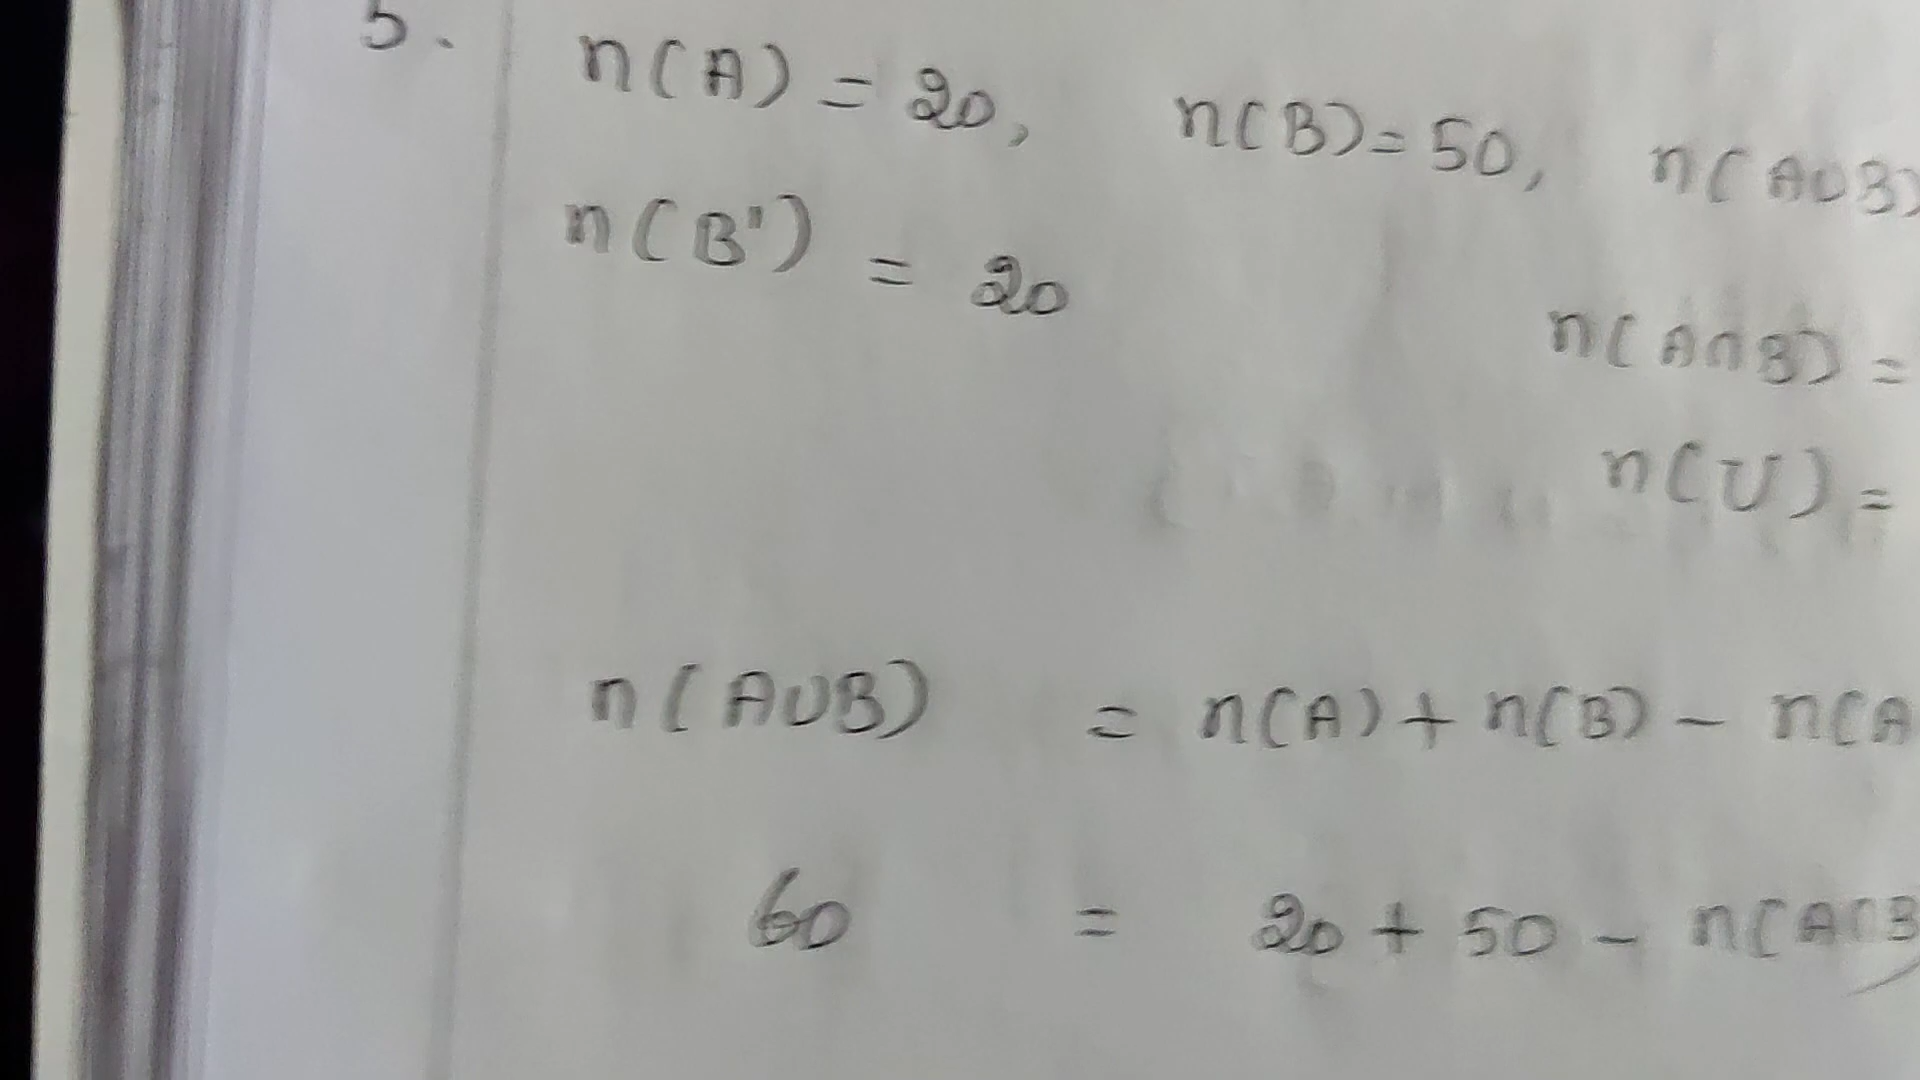 5.
n(A) = 20, n(B) = 50, n(A∪B)
n(B') = 20
n(A∩B) =
n(U) =
n(A∪B) = n(A) + n(B) - n(A
60 = 20 + 50 - n(A∩B)